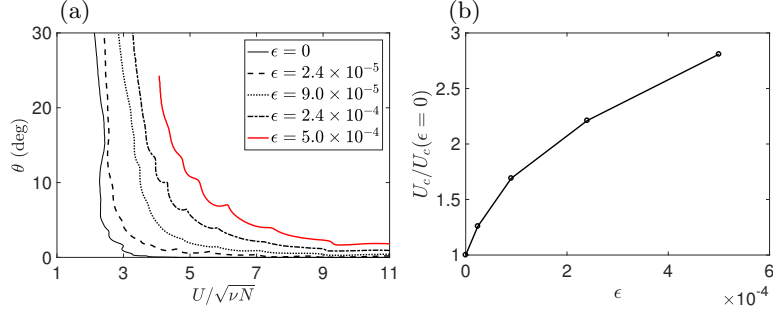 (a)
30
20
10
0
θ (deg)
ϵ = 0
ϵ = 2.4 × 10⁻⁵
ϵ = 9.0 × 10⁻⁵
ϵ = 2.4 × 10⁻⁴
ϵ = 5.0 × 10⁻⁴
1 3 5 7 9 11
U/√νN
(b)
3
2.5
2
1.5
1
U_c/U_c(ϵ = 0)
0 2 4 6
×10⁻⁴
ϵ